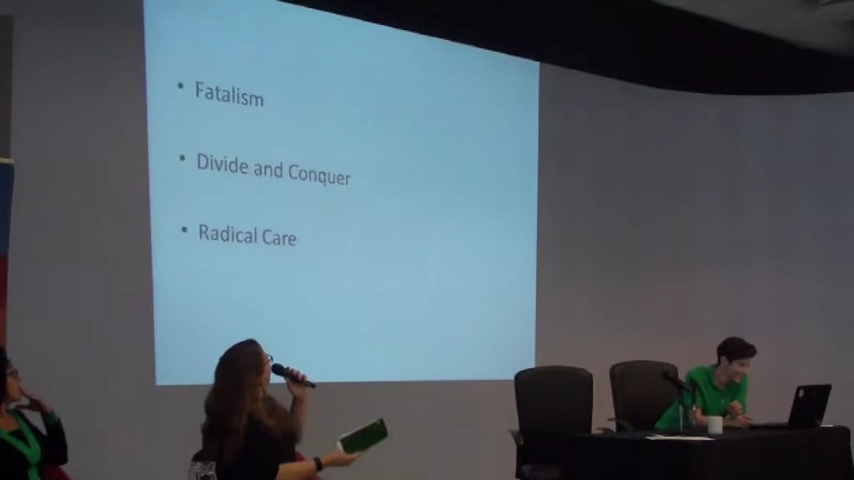 • Fatalism
• Divide and Conquer
• Radical Care